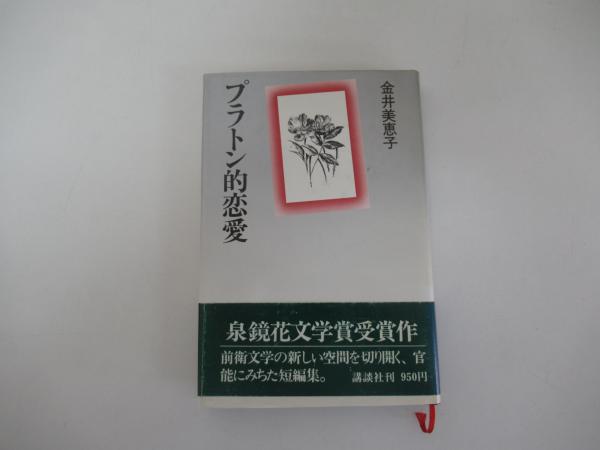 金井美恵子
プラトン的恋愛
泉鏡花文学賞受賞作
前衛文学の新しい空間を切り開く、官
能にみちた短編集。 講談社刊 950円